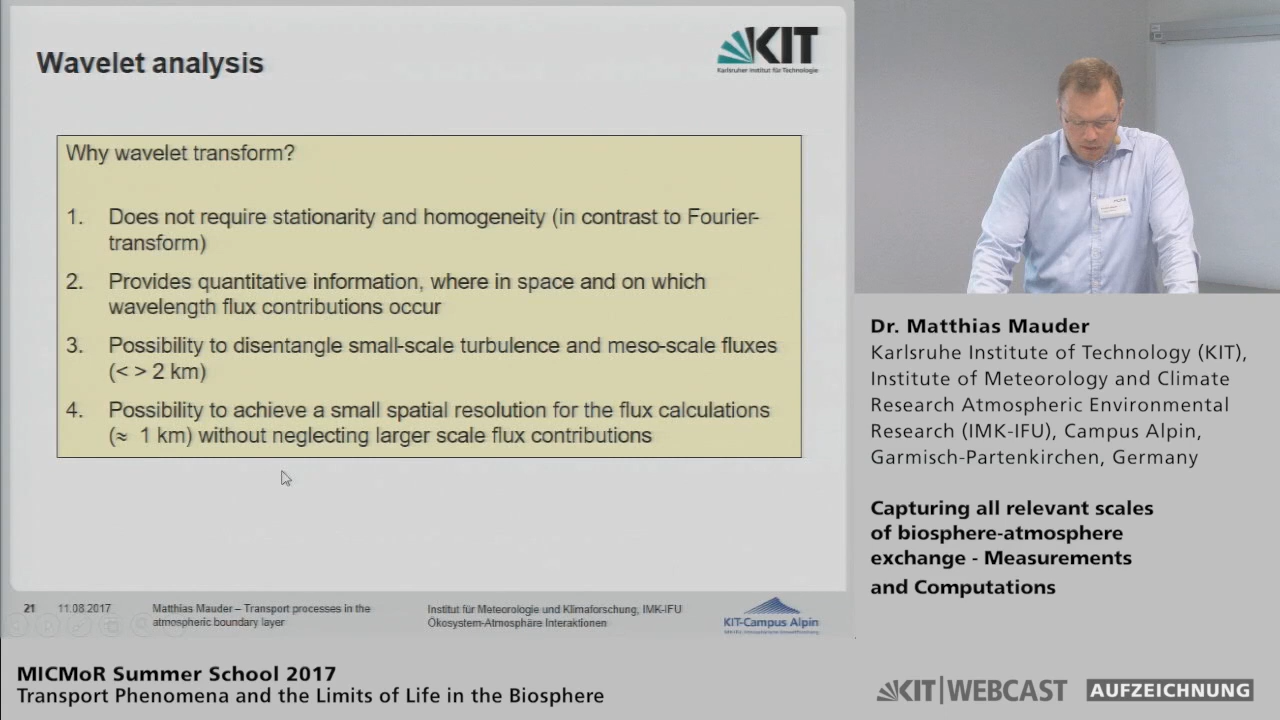 Wavelet analysis
KIT
Karlsruher Institut für Technologie
Why wavelet transform?
1. Does not require stationarity and homogeneity (in contrast to Fourier-
transform)
2. Provides quantitative information, where in space and on which
wavelength flux contributions occur
3. Possibility to disentangle small-scale turbulence and meso-scale fluxes
(< > 2 km)
4. Possibility to achieve a small spatial resolution for the flux calculations
(≈ 1 km) without neglecting larger scale flux contributions
21 11.08.2017
Matthias Mauder – Transport processes in the
atmospheric boundary layer
Institut für Meteorologie und Klimaforschung, IMK-IFU
Ökosystem-Atmosphäre Interaktionen
KIT-Campus Alpin
Dr. Matthias Mauder
Karlsruhe Institute of Technology (KIT),
Institute of Meteorology and Climate
Research Atmospheric Environmental
Research (IMK-IFU), Campus Alpin,
Garmisch-Partenkirchen, Germany
Capturing all relevant scales
of biosphere-atmosphere
exchange - Measurements
and Computations
MICMoR Summer School 2017
Transport Phenomena and the Limits of Life in the Biosphere
KIT|WEBCAST AUFZEICHNUNG